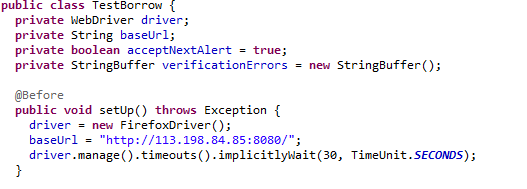 public class TestBorrow {
private WebDriver driver;
private String baseUrl;
private boolean acceptNextAlert = true;
private StringBuffer verificationErrors = new StringBuffer();
@Before
public void setUp() throws Exception {
driver = new FirefoxDriver();
baseUrl = "http://113.198.84.85:8080/";
driver.manage().timeouts().implicitlyWait(30, TimeUnit.SECONDS);
}